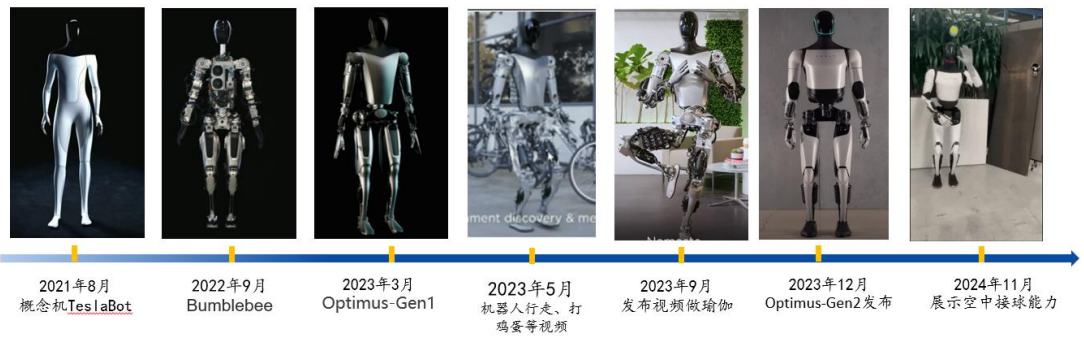 ment discovery & me
Namaste
2021年8月
概念机TeslaBot
2022年9月
Bumblebee
2023年3月
Optimus-Gen1
2023年5月
机器人行走、打
鸡蛋等视频
2023年9月
发布视频做瑜伽
2023年12月
Optimus-Gen2发布
2024年11月
展示空中接球能力